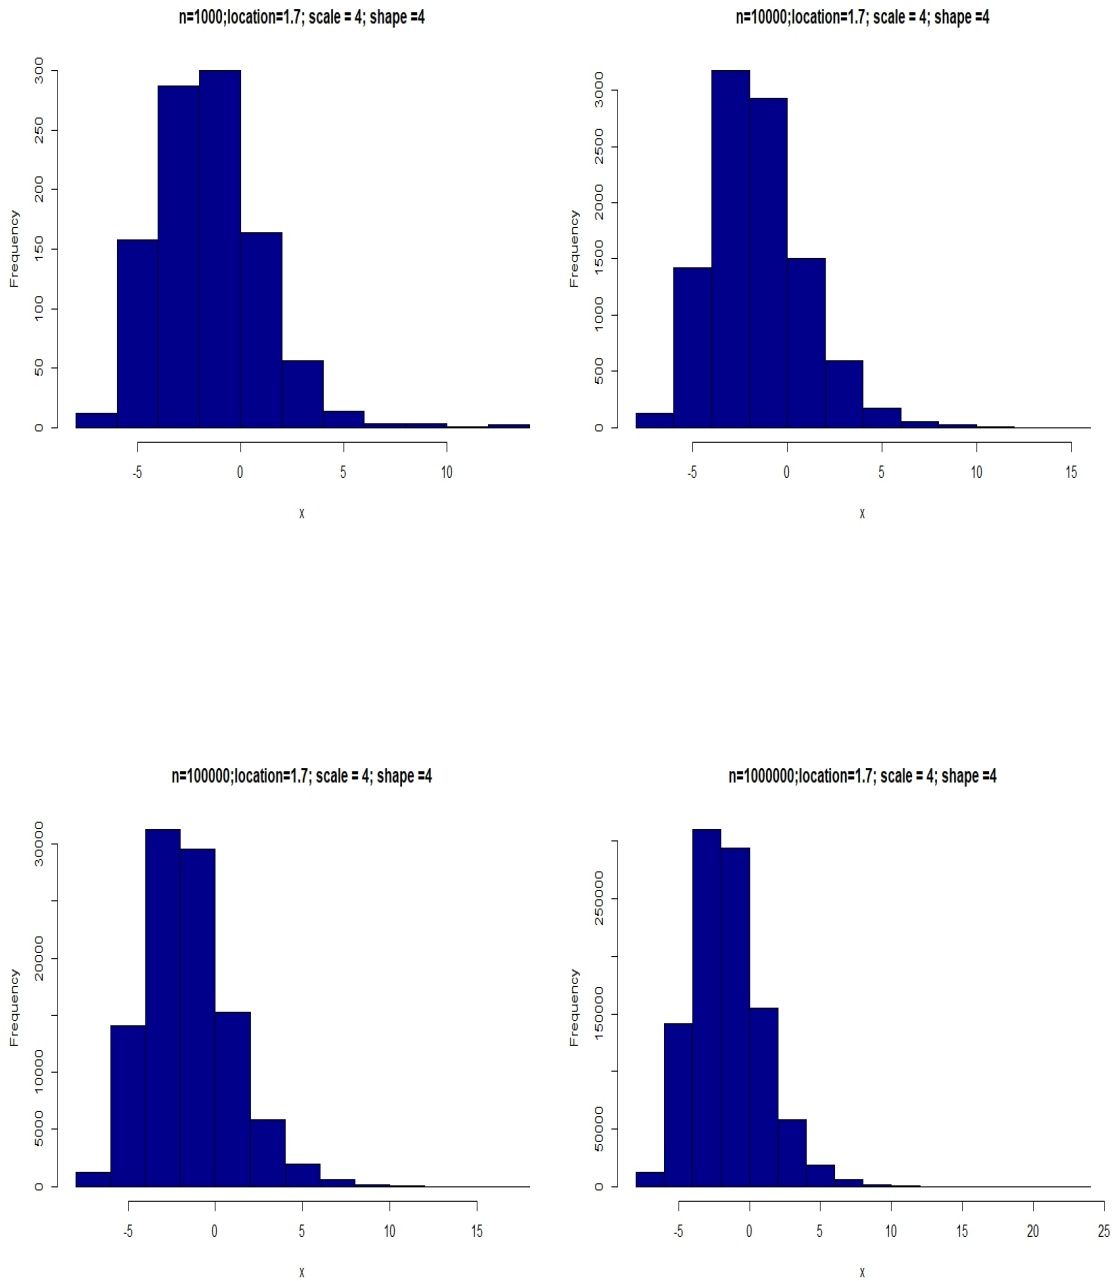 n=1000;location=1.7; scale = 4; shape =4
Frequency
0 50 100 150 200 250 300
-5 0 5 10
x
n=10000;location=1.7; scale = 4; shape =4
Frequency
0 500 1000 1500 2000 2500 3000
-5 0 5 10 15
x
n=100000;location=1.7; scale = 4; shape =4
Frequency
0 5000 10000 20000 30000
-5 0 5 10 15
x
n=1000000;location=1.7; scale = 4; shape =4
Frequency
0 50000 150000 250000
-5 0 5 10 15 20 25
x